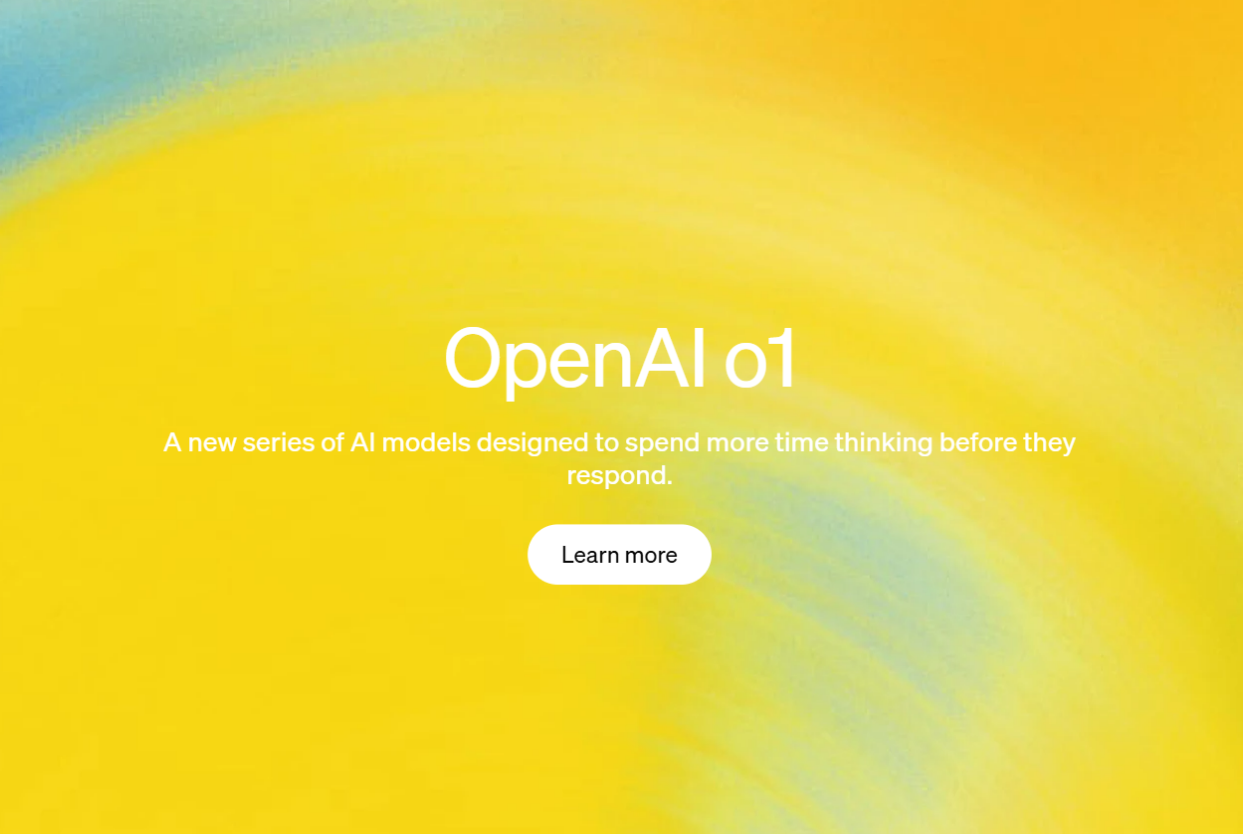 OpenAI o1
A new series of AI models designed to spend more time thinking before they
respond.
Learn more